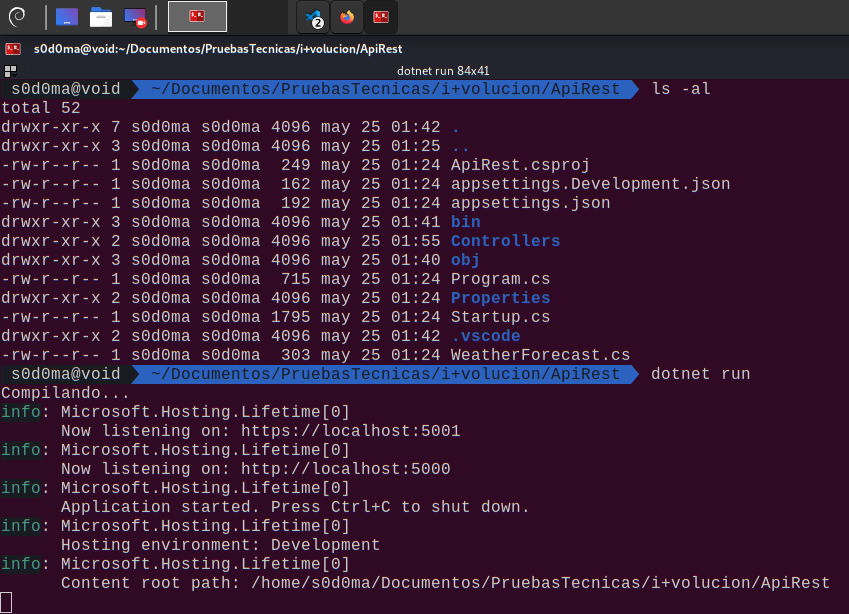 2
s0d0ma@void:~/Documentos/PruebasTecnicas/i+volucion/ApiRest
dotnet run 84x41
s0d0ma@void ~/Documentos/PruebasTecnicas/i+volucion/ApiRest ls -al
total 52
drwxr-xr-x 7 s0d0ma s0d0ma 4096 may 25 01:42 .
drwxr-xr-x 3 s0d0ma s0d0ma 4096 may 25 01:25 ..
-rw-r--r-- 1 s0d0ma s0d0ma  249 may 25 01:24 ApiRest.csproj
-rw-r--r-- 1 s0d0ma s0d0ma  162 may 25 01:24 appsettings.Development.json
-rw-r--r-- 1 s0d0ma s0d0ma  192 may 25 01:24 appsettings.json
drwxr-xr-x 3 s0d0ma s0d0ma 4096 may 25 01:41 bin
drwxr-xr-x 2 s0d0ma s0d0ma 4096 may 25 01:55 Controllers
drwxr-xr-x 3 s0d0ma s0d0ma 4096 may 25 01:40 obj
-rw-r--r-- 1 s0d0ma s0d0ma  715 may 25 01:24 Program.cs
drwxr-xr-x 2 s0d0ma s0d0ma 4096 may 25 01:24 Properties
-rw-r--r-- 1 s0d0ma s0d0ma 1795 may 25 01:24 Startup.cs
drwxr-xr-x 2 s0d0ma s0d0ma 4096 may 25 01:42 .vscode
-rw-r--r-- 1 s0d0ma s0d0ma  303 may 25 01:24 WeatherForecast.cs
s0d0ma@void ~/Documentos/PruebasTecnicas/i+volucion/ApiRest dotnet run
Compilando...
info: Microsoft.Hosting.Lifetime[0]
      Now listening on: https://localhost:5001
info: Microsoft.Hosting.Lifetime[0]
      Now listening on: http://localhost:5000
info: Microsoft.Hosting.Lifetime[0]
      Application started. Press Ctrl+C to shut down.
info: Microsoft.Hosting.Lifetime[0]
      Hosting environment: Development
info: Microsoft.Hosting.Lifetime[0]
      Content root path: /home/s0d0ma/Documentos/PruebasTecnicas/i+volucion/ApiRest